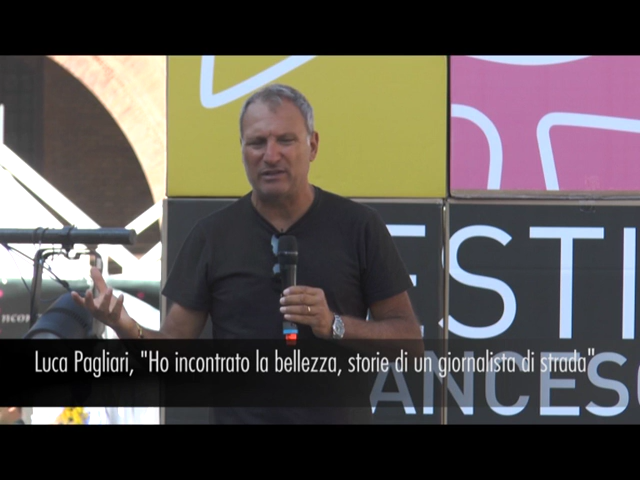 ESTI
ANCESC
Luca Pagliari, "Ho incontrato la bellezza, storie di un giornalista di strada"